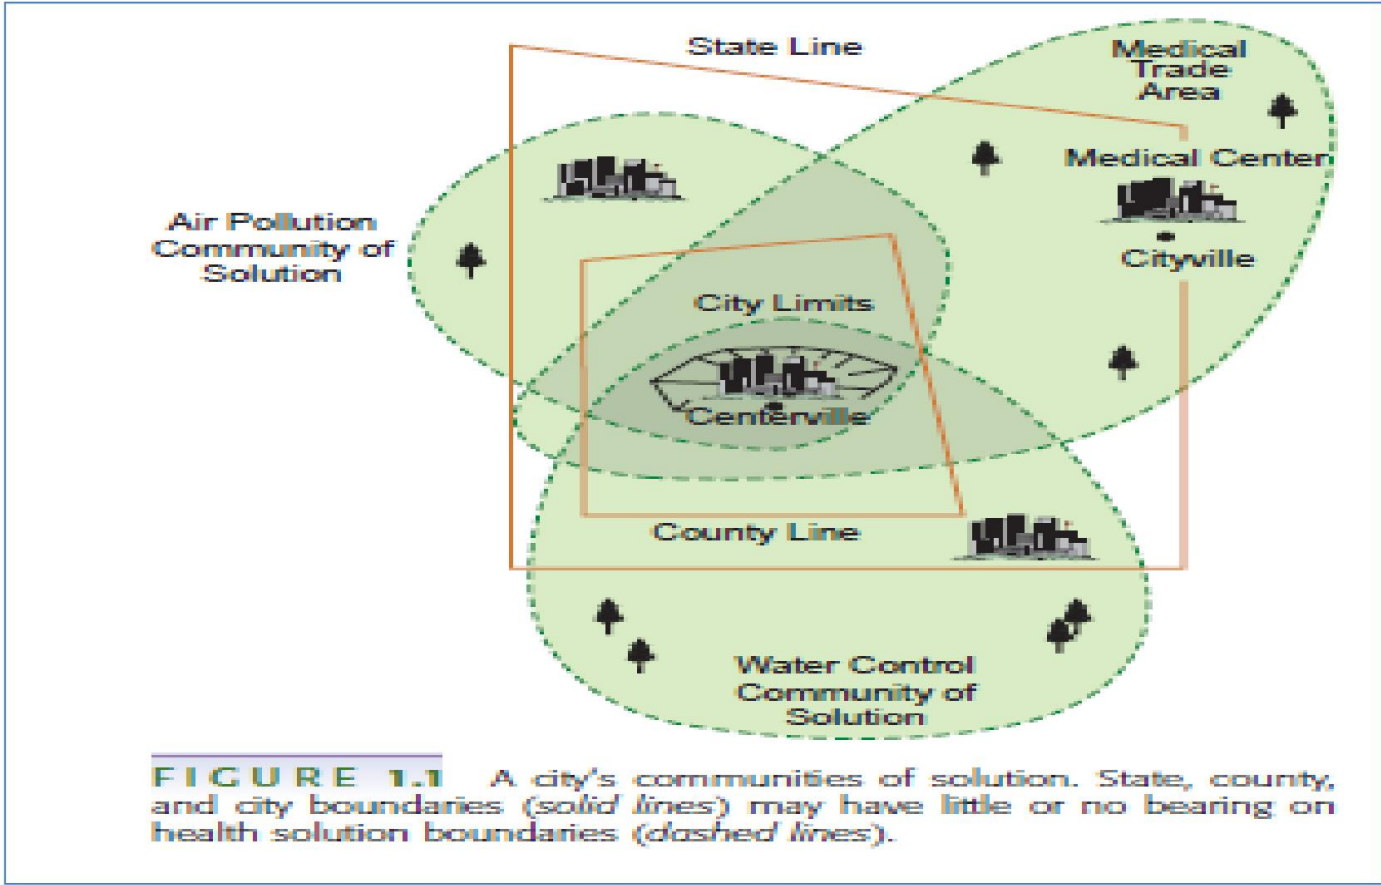 State Line
Medical
Trade
Area
Medical Center
Air Pollution
Community of
Solution
Cityville
City Limits
Centerville
County Line
Water Control
Community of
Solution
FIGURE 1.1 A city's communities of solution. State, county,
and city boundaries (solid lines) may have little or no bearing on
health solution boundaries (dashed lines).